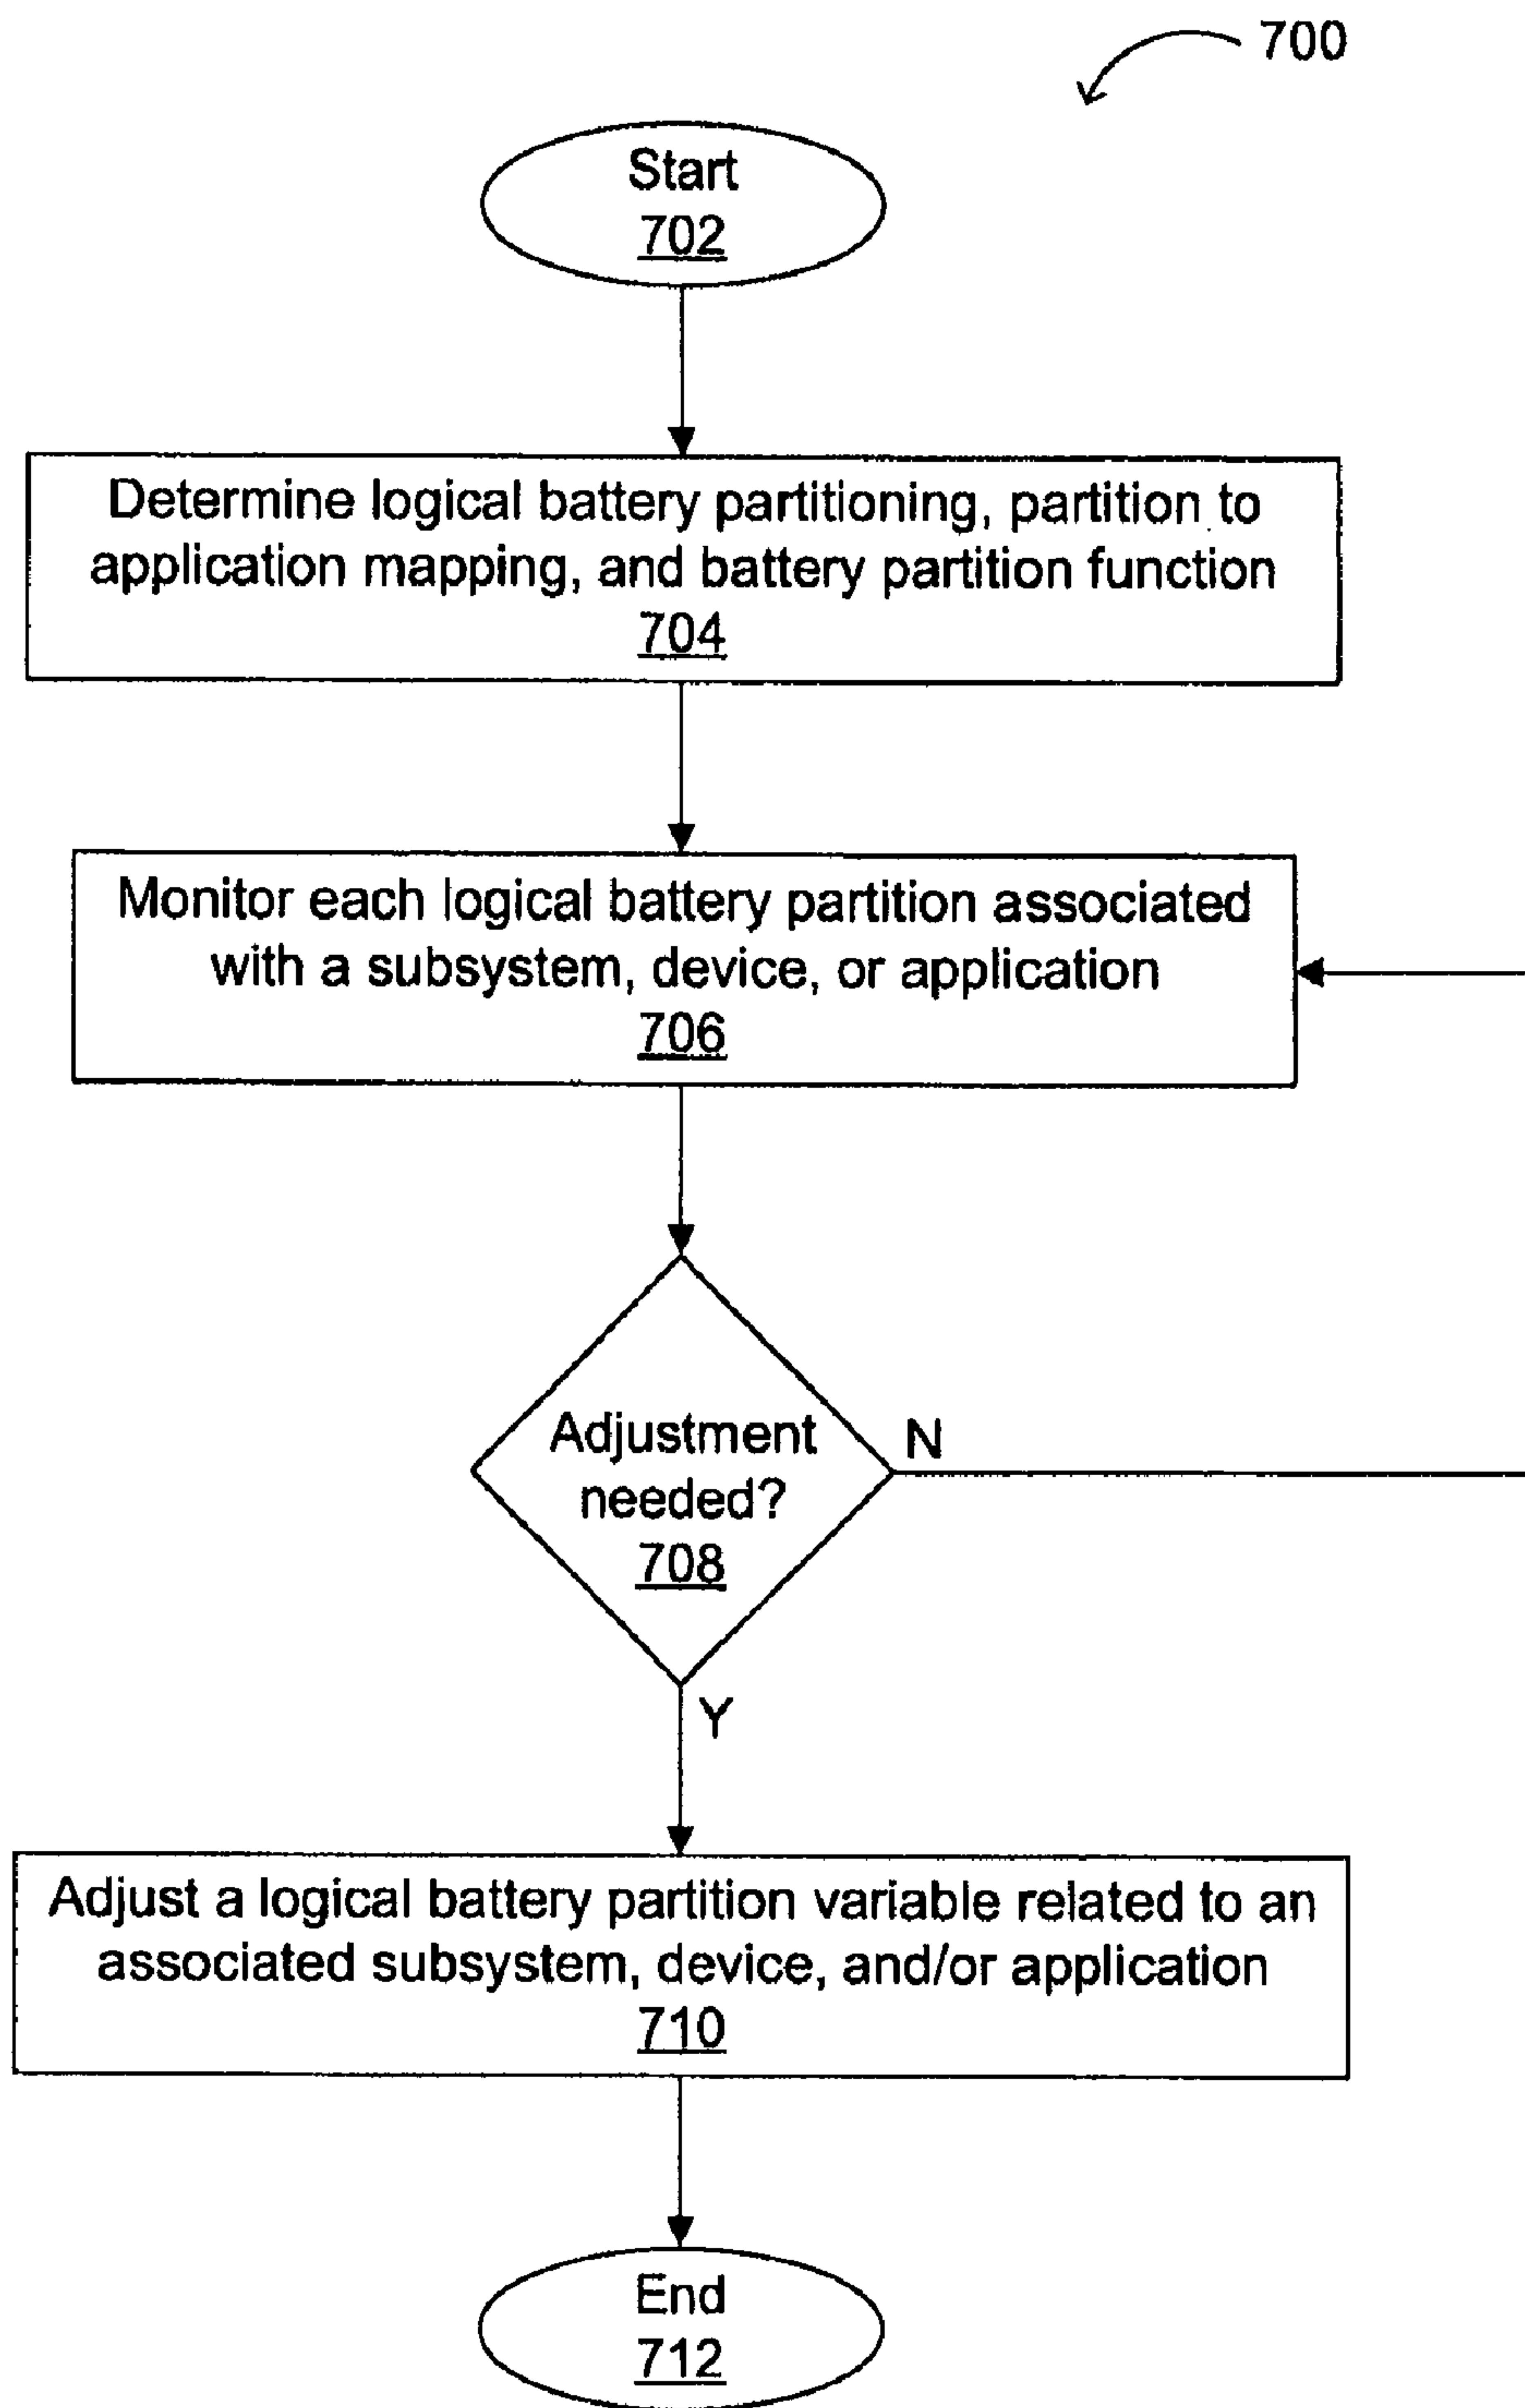 700
Start
702
Determine logical battery partitioning, partition to
application mapping, and battery partition function
704
Monitor each logical battery partition associated
with a subsystem, device, or application
706
Adjustment
needed?
708
N
Y
Adjust a logical battery partition variable related to an
associated subsystem, device, and/or application
710
End
712